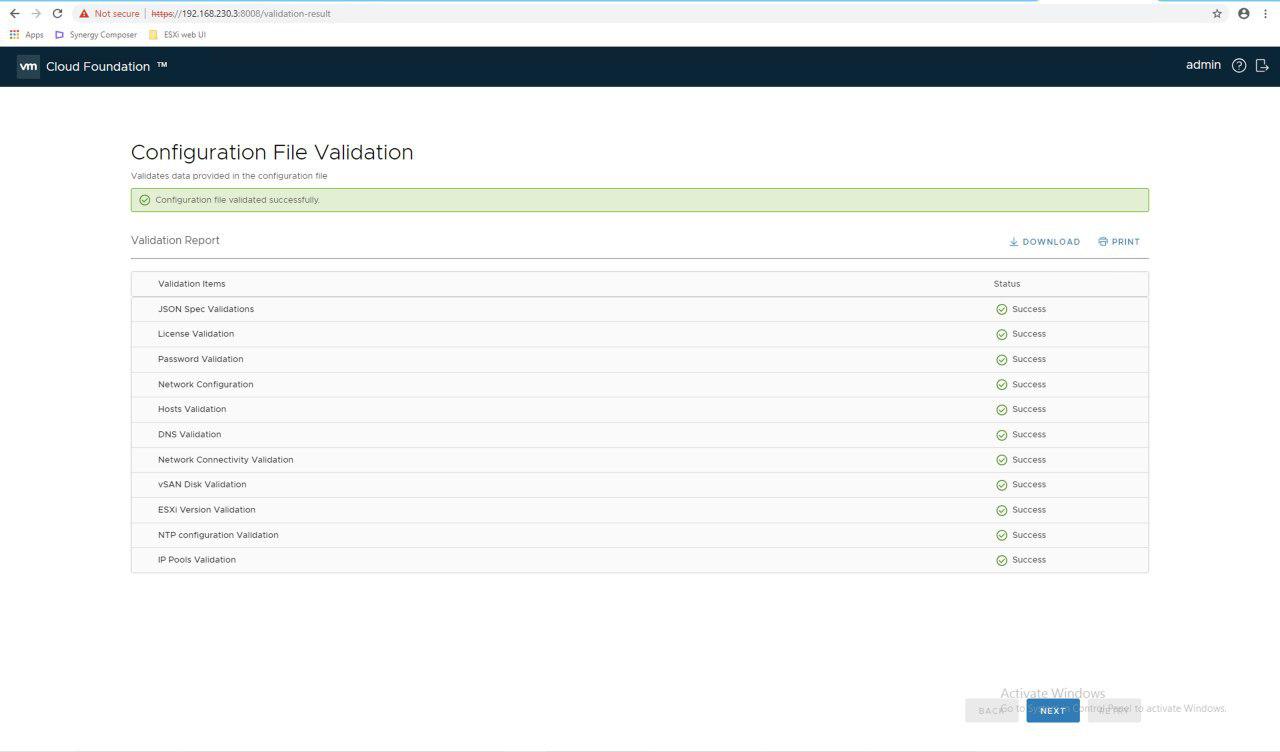 Not secure | https://192.168.230.3:8008/validation-result
Apps Synergy Composer ESXi web UI
vm Cloud Foundation ™ admin
Configuration File Validation
Validates data provided in the configuration file
Configuration file validated successfully.
Validation Report DOWNLOAD PRINT
Validation Items Status
JSON Spec Validations Success
License Validation Success
Password Validation Success
Network Configuration Success
Hosts Validation Success
DNS Validation Success
Network Connectivity Validation Success
vSAN Disk Validation Success
ESXi Version Validation Success
NTP configuration Validation Success
IP Pools Validation Success
Activate Windows
Go to System in Control Panel to activate Windows.
BACK NEXT